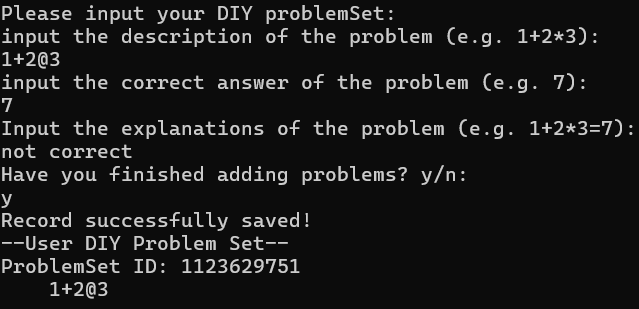 Please input your DIY problemSet:
input the description of the problem (e.g. 1+2*3):
1+2@3
input the correct answer of the problem (e.g. 7):
7
Input the explanations of the problem (e.g. 1+2*3=7):
not correct
Have you finished adding problems? y/n:
y
Record successfully saved!
--User DIY Problem Set--
ProblemSet ID: 1123629751
    1+2@3